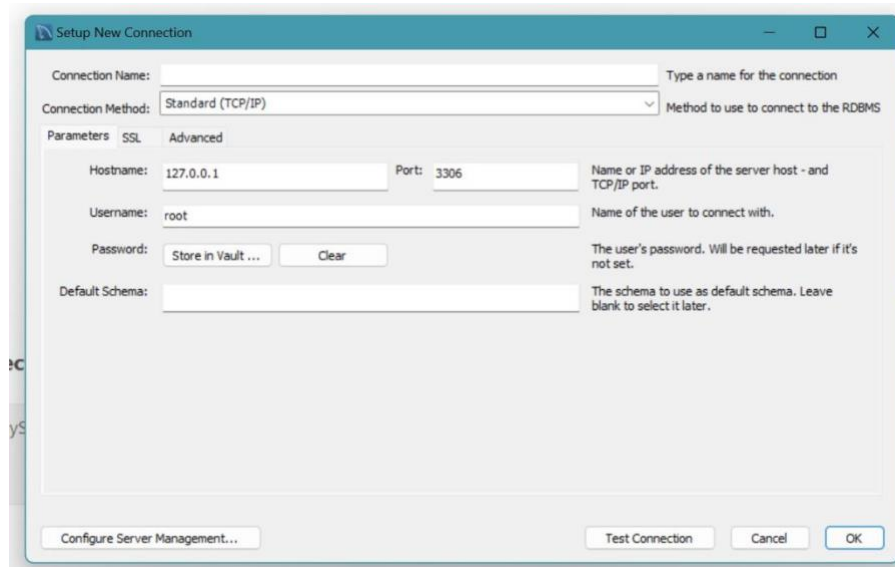 Setup New Connection
Connection Name:
Type a name for the connection
Connection Method: Standard (TCP/IP) Method to use to connect to the RDBMS
Parameters SSL Advanced
Hostname: 127.0.0.1 Port: 3306 Name or IP address of the server host - and
TCP/IP port.
Username: root Name of the user to connect with.
Password: Store in Vault ... Clear The user's password. Will be requested later if it's
not set.
Default Schema: The schema to use as default schema. Leave
blank to select it later.
Configure Server Management... Test Connection Cancel OK